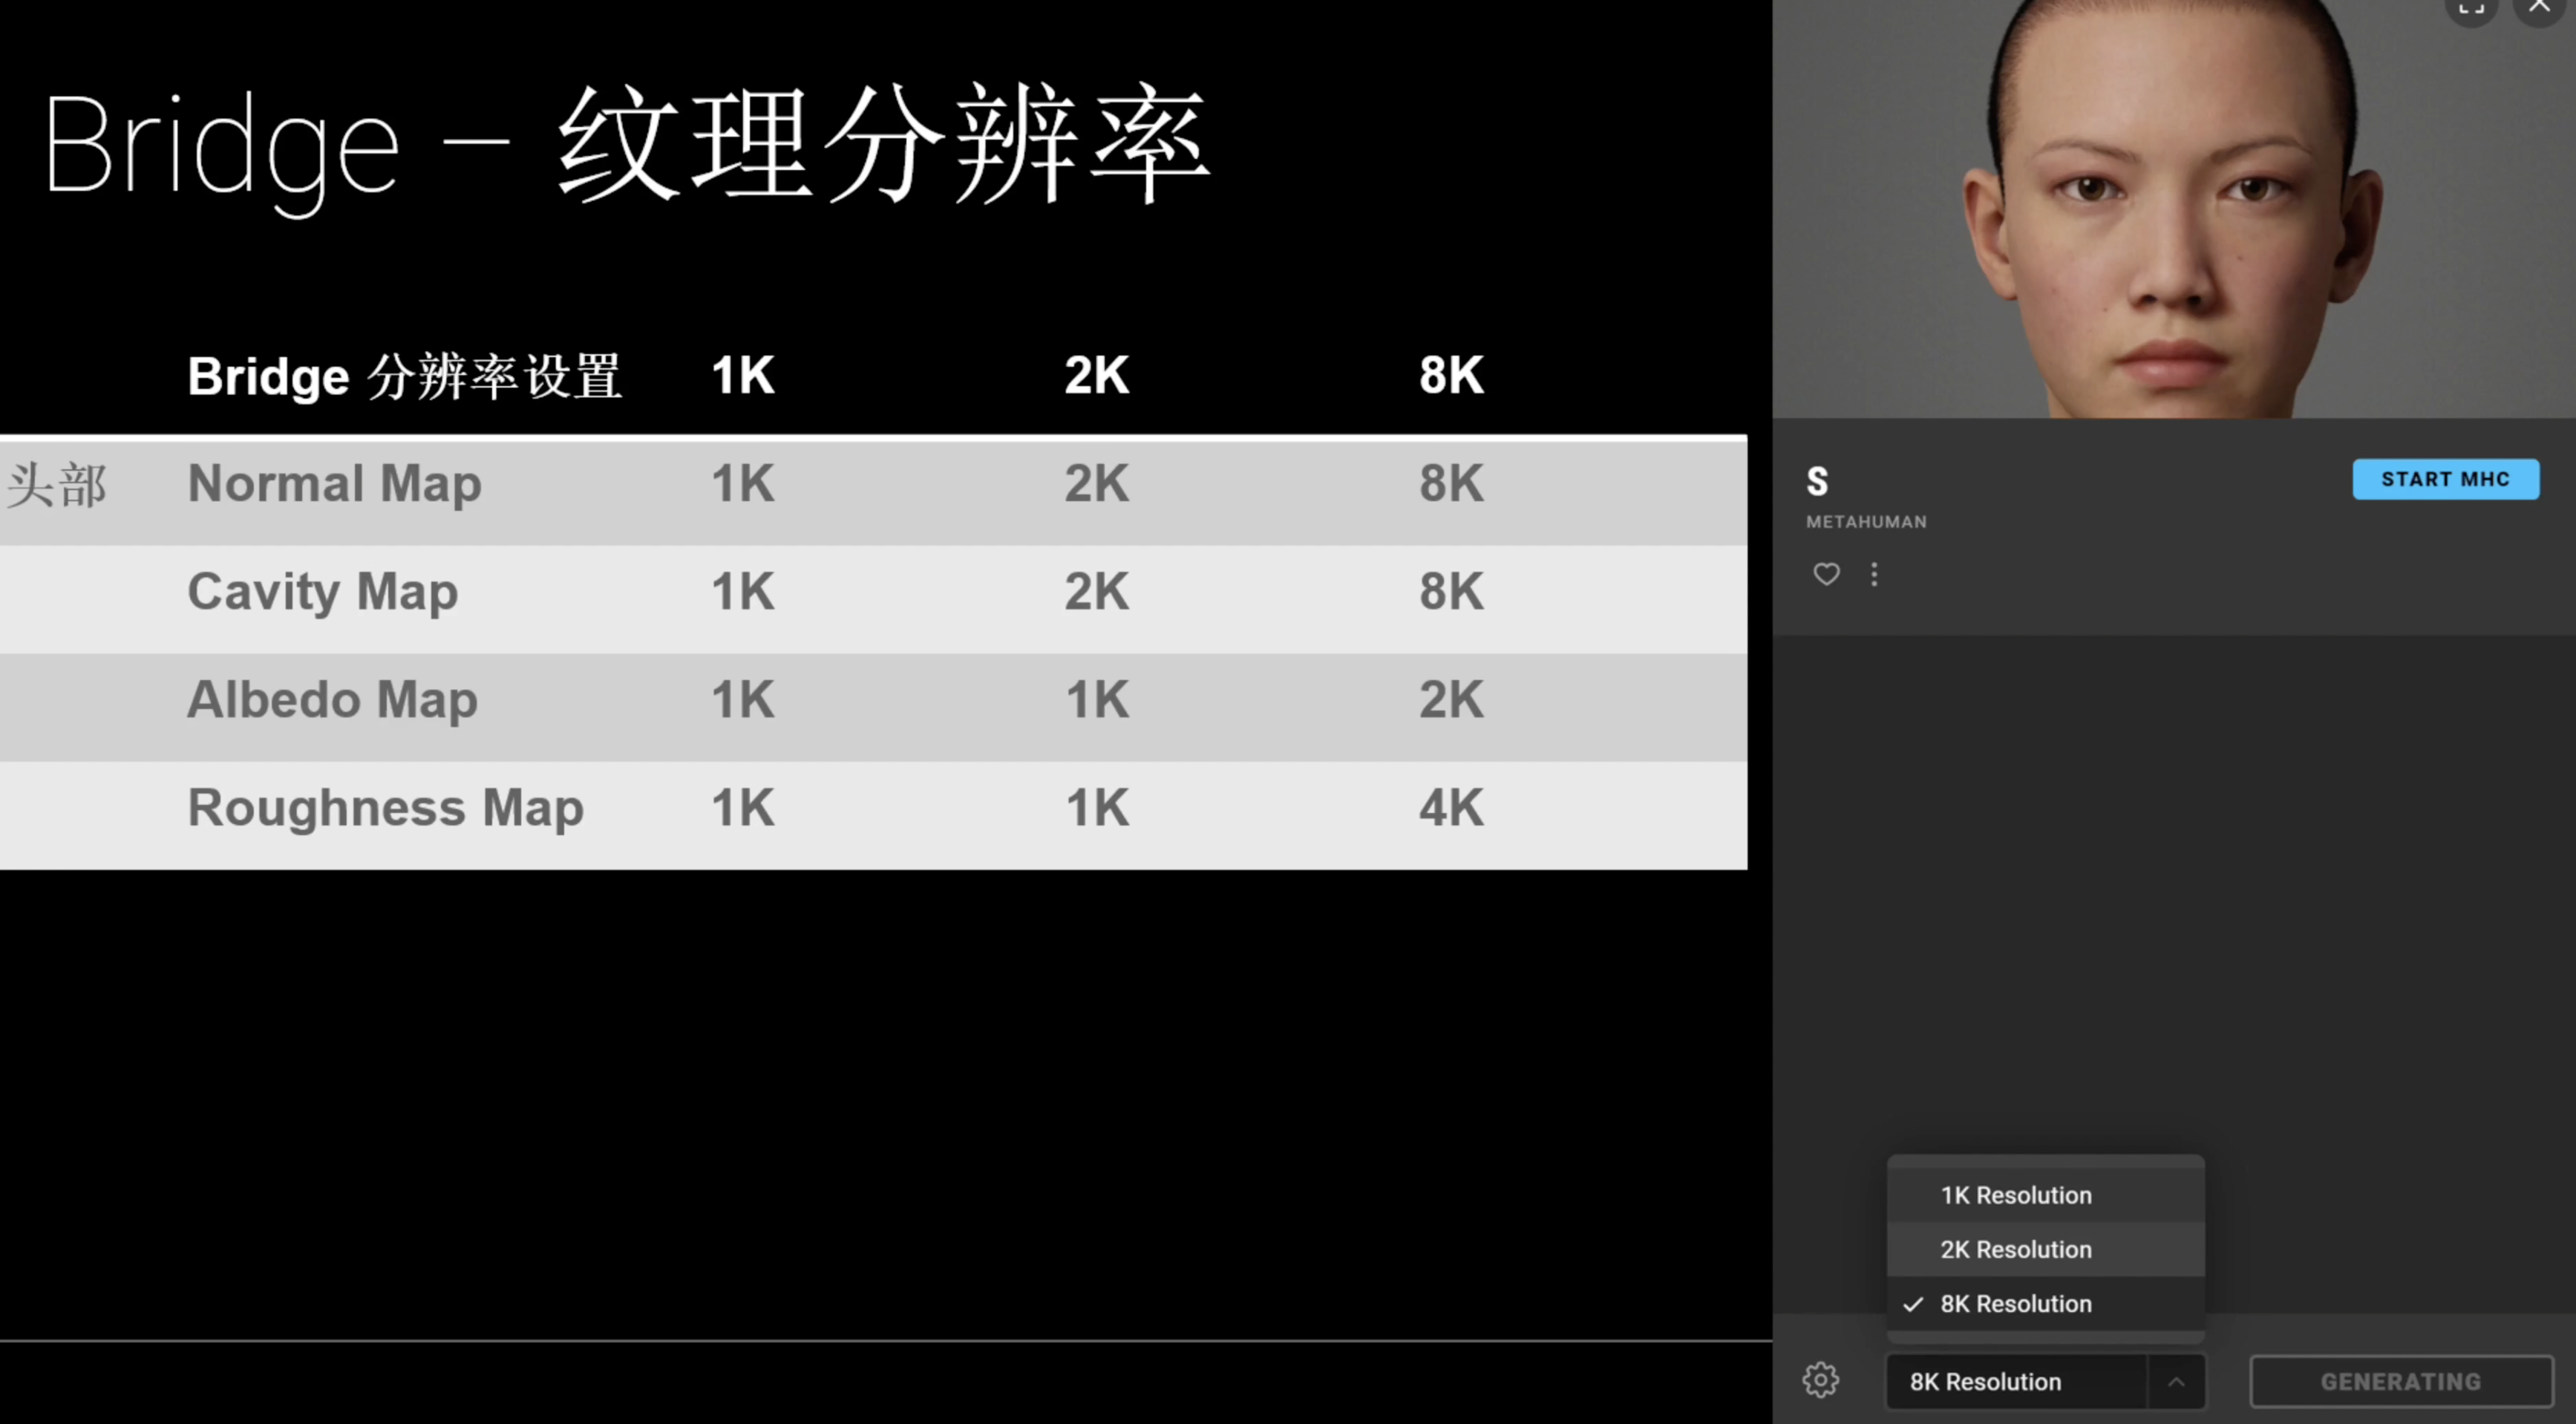 Bridge – 纹理分辨率
Bridge 分辨率设置 1K 2K 8K
头部 Normal Map 1K 2K 8K
Cavity Map 1K 2K 8K
Albedo Map 1K 1K 2K
Roughness Map 1K 1K 4K
S
START MHC
METAHUMAN
1K Resolution
2K Resolution
8K Resolution
8K Resolution
GENERATING